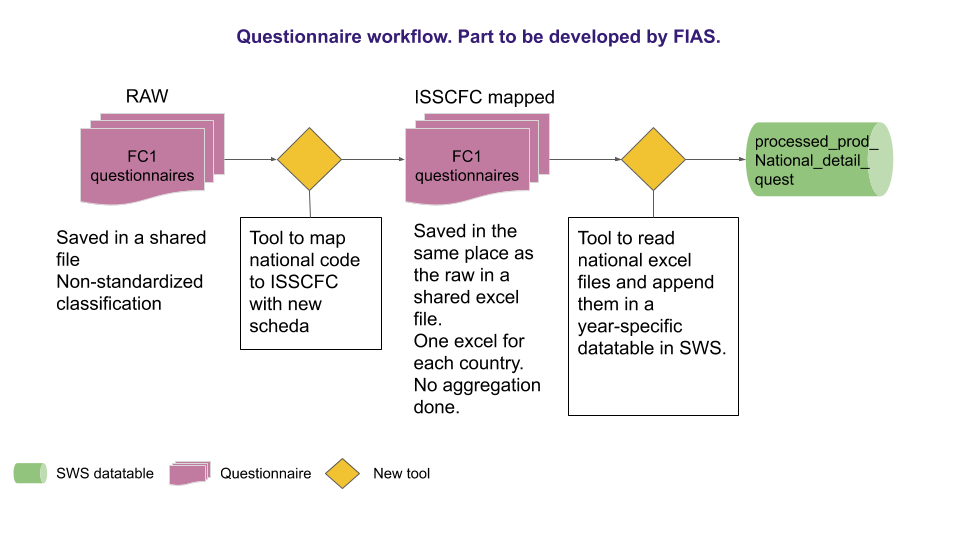 Questionnaire workflow. Part to be developed by FIAS.
RAW
FC1
questionnaires
Saved in a shared
file
Non-standardized
classification
Tool to map
national code
to ISSCFC
with new
scheda
ISSCFC mapped
FC1
questionnaires
Saved in the
same place as
the raw in a
shared excel
file.
One excel for
each country.
No aggregation
done.
Tool to read
national excel
files and append
them in a
year-specific
datatable in SWS.
processed_prod_
National_detail_
quest
SWS datatable
Questionnaire
New tool